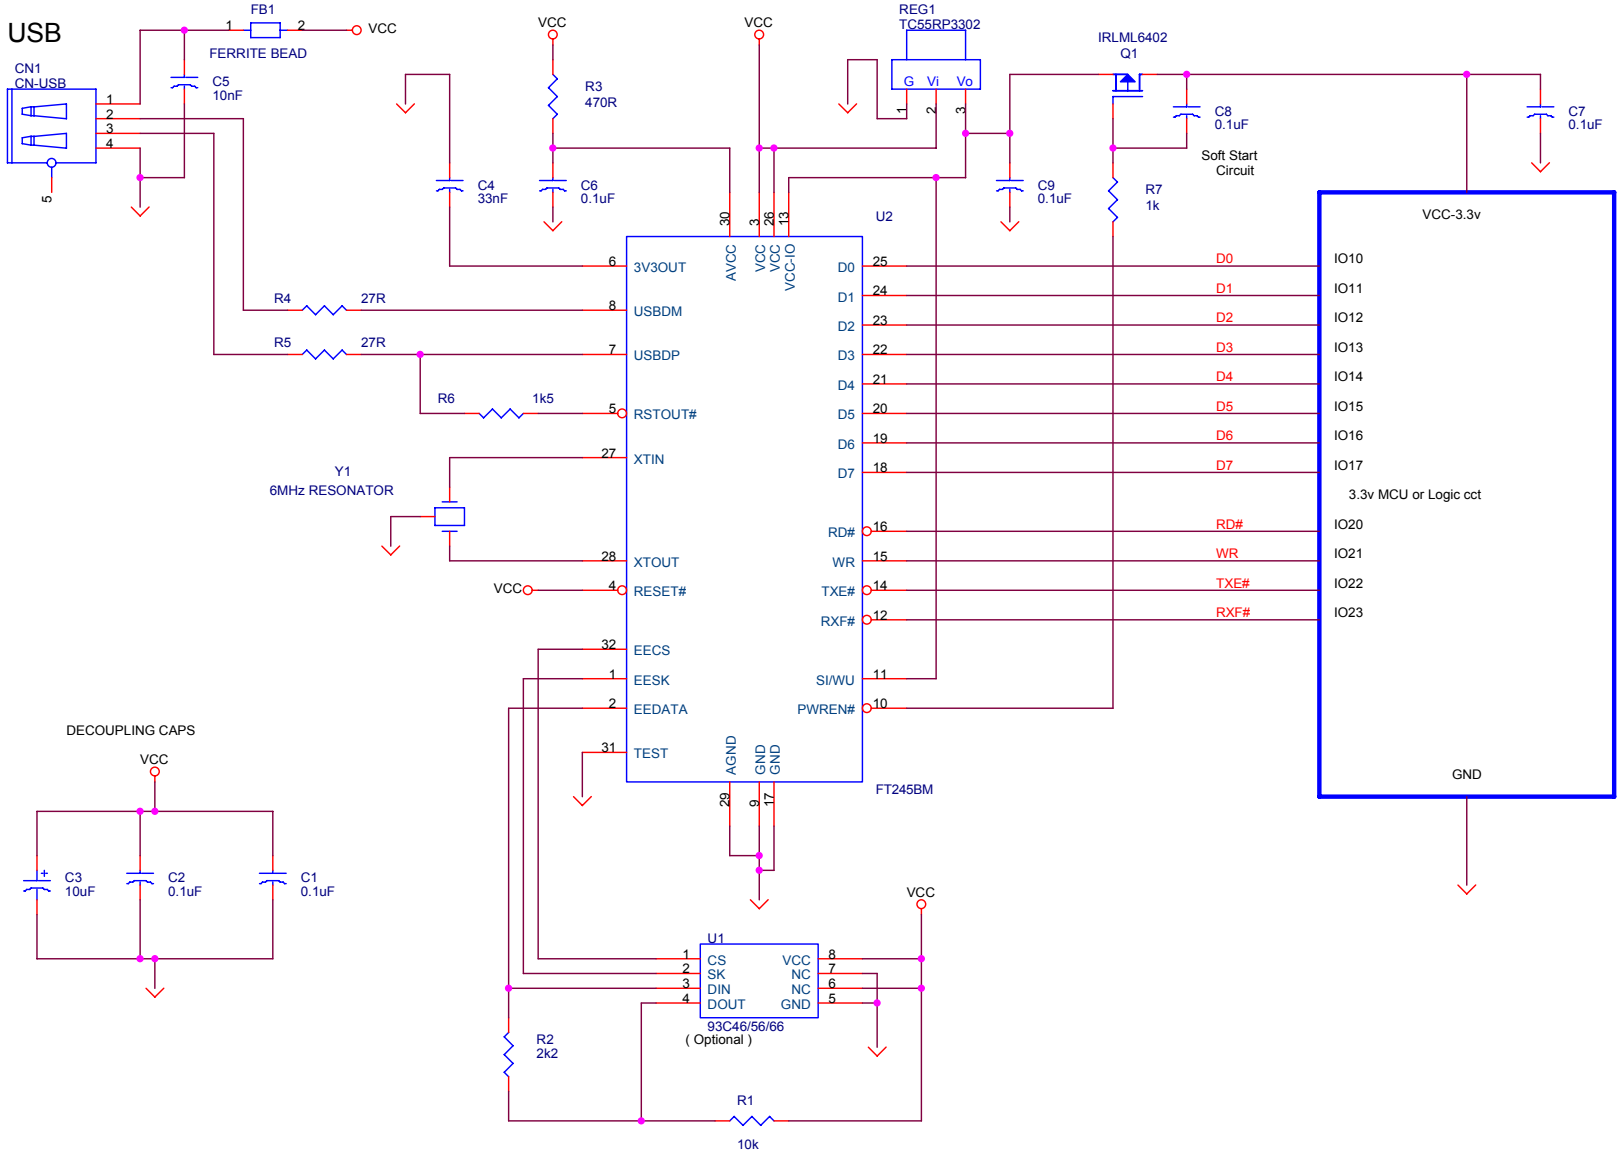 USB
FB1
1 2
VCC
FERRITE BEAD
CN1
CN-USB
C5
10nF
1
2
3
4
5
VCC
R3
470R
C4
33nF
C6
0.1uF
VCC
REG1
TC55RP3302
G Vi Vo
1 2 3
IRLML6402
Q1
C8
0.1uF
C7
0.1uF
Soft Start
Circuit
C9
0.1uF
R7
1k
U2
30 3 26 13
AVCC VCC VCC VCC-IO
6 3V3OUT
R4 27R
8 USBDM
R5 27R
7 USBDP
R6 1k5
5 RSTOUT#
27 XTIN
Y1
6MHz RESONATOR
28 XTOUT
VCC 4 RESET#
32 EECS
1 EESK
2 EEDATA
31 TEST
D0 25 D0 IO10
D1 24 D1 IO11
D2 23 D2 IO12
D3 22 D3 IO13
D4 21 D4 IO14
D5 20 D5 IO15
D6 19 D6 IO16
D7 18 D7 IO17
RD# 16 RD# IO20
WR 15 WR IO21
TXE# 14 TXE# IO22
RXF# 12 RXF# IO23
SI/WU 11
PWREN# 10
VCC-3.3v
3.3v MCU or Logic cct
GND
AGND GND GND
29 9 17
FT245BM
DECOUPLING CAPS
VCC
C3
10uF
+
C2
0.1uF
C1
0.1uF
VCC
U1
1 CS VCC 8
2 SK NC 7
3 DIN NC 6
4 DOUT GND 5
93C46/56/66
( Optional )
R2
2k2
R1
10k